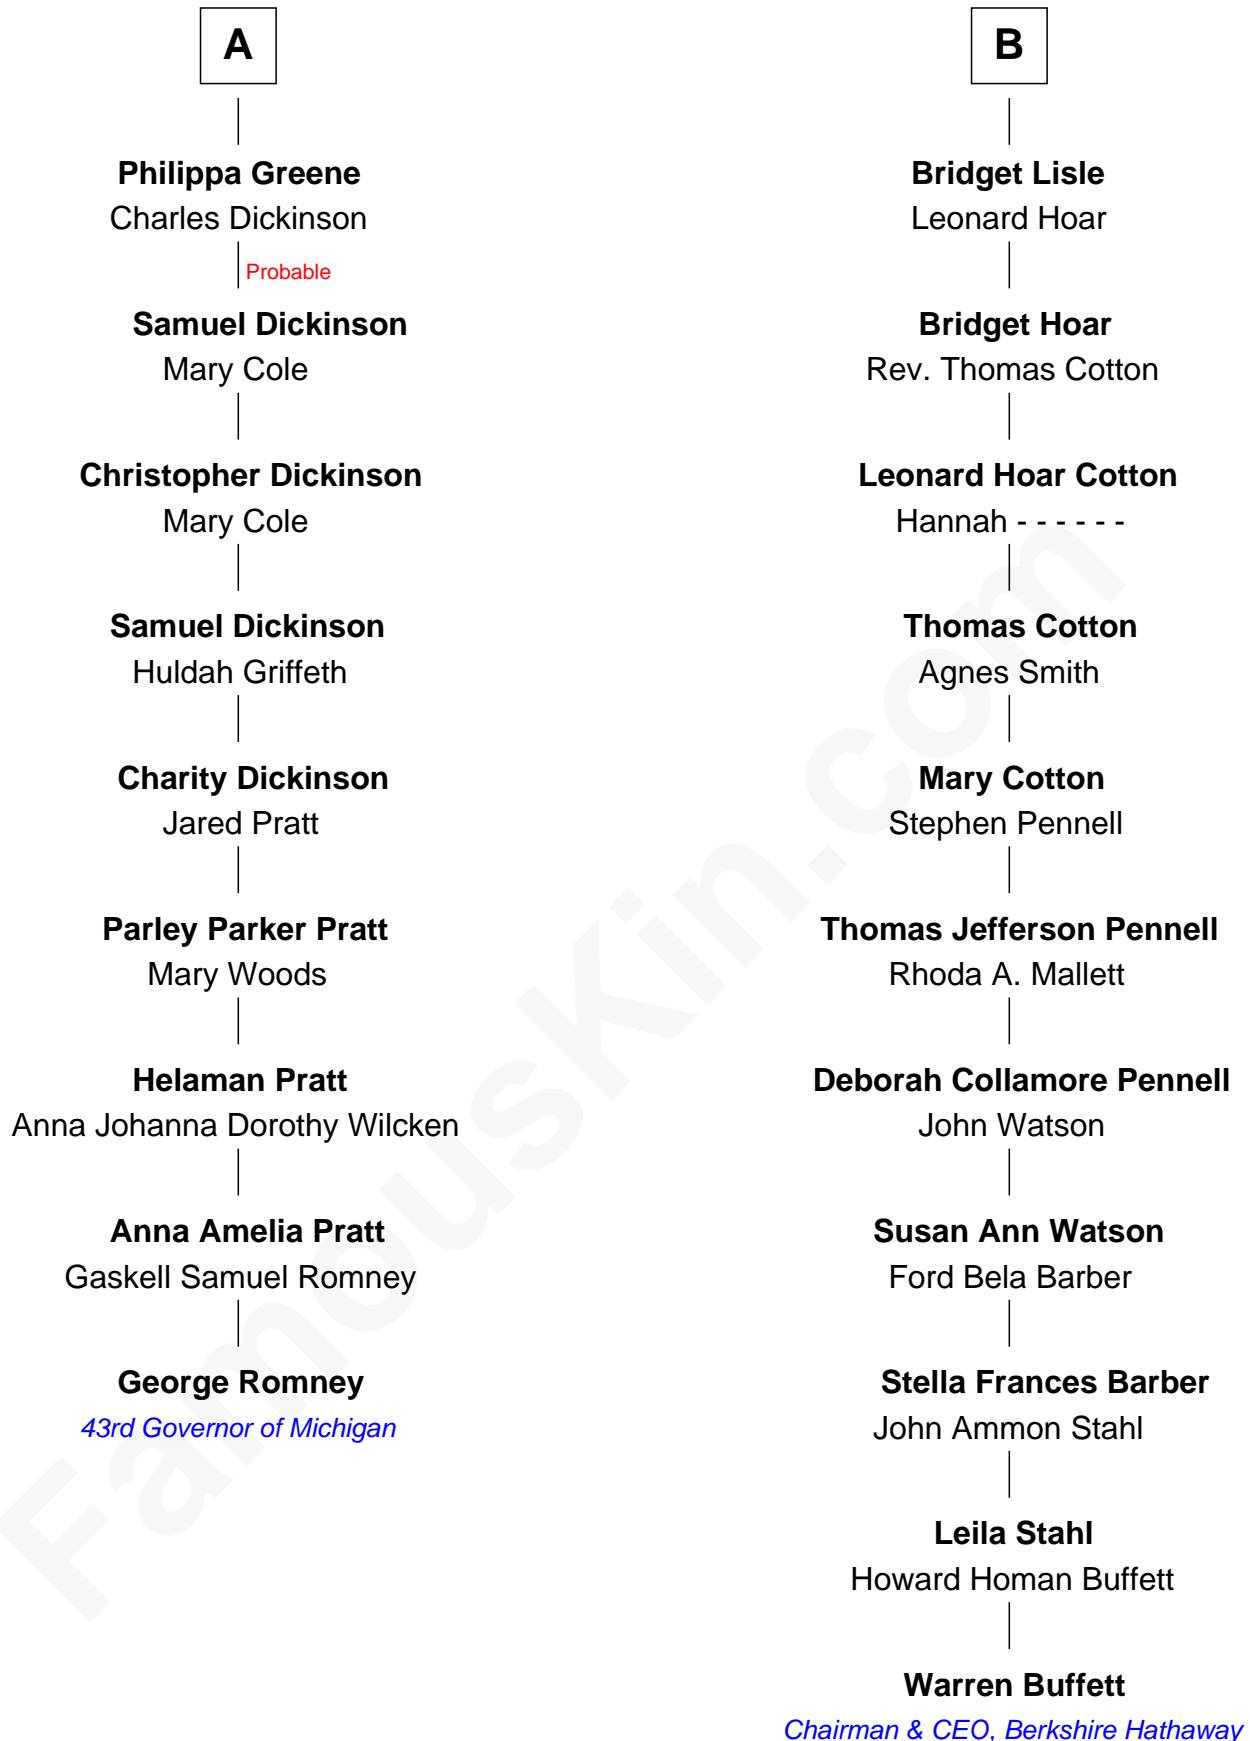 A
Philippa Greene
Charles Dickinson
Probable
Samuel Dickinson
Mary Cole
Christopher Dickinson
Mary Cole
Samuel Dickinson
Huldah Griffeth
Charity Dickinson
Jared Pratt
Parley Parker Pratt
Mary Woods
Helaman Pratt
Anna Johanna Dorothy Wilcken
Anna Amelia Pratt
Gaskell Samuel Romney
George Romney
43rd Governor of Michigan
B
Bridget Lisle
Leonard Hoar
Bridget Hoar
Rev. Thomas Cotton
Leonard Hoar Cotton
Hannah - - - - - -
Thomas Cotton
Agnes Smith
Mary Cotton
Stephen Pennell
Thomas Jefferson Pennell
Rhoda A. Mallett
Deborah Collamore Pennell
John Watson
Susan Ann Watson
Ford Bela Barber
Stella Frances Barber
John Ammon Stahl
Leila Stahl
Howard Homan Buffett
Warren Buffett
Chairman & CEO, Berkshire Hathaway
FamousKin.com